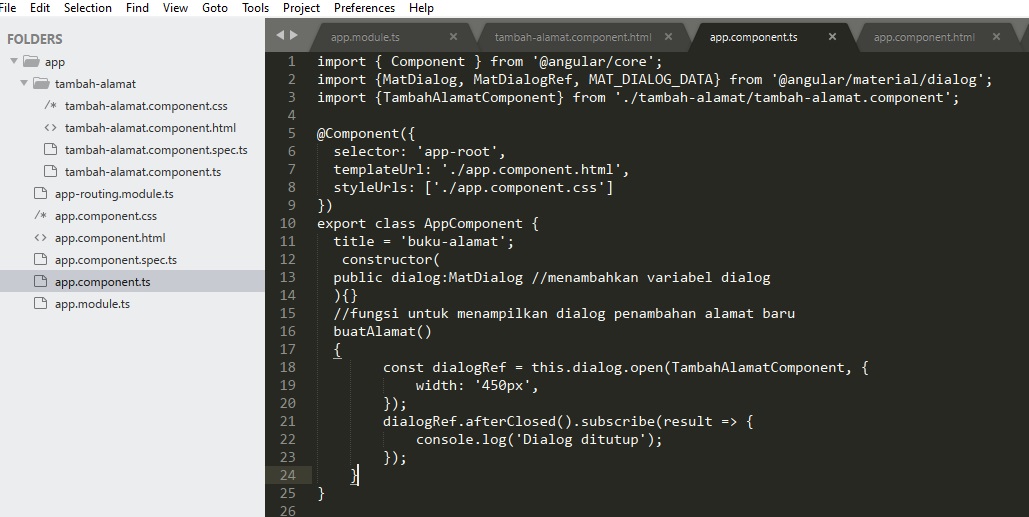 File Edit Selection Find View Goto Tools Project Preferences Help
FOLDERS
app
tambah-alamat
/* tambah-alamat.component.css
<> tambah-alamat.component.html
tambah-alamat.component.spec.ts
tambah-alamat.component.ts
app-routing.module.ts
/* app.component.css
<> app.component.html
app.component.spec.ts
app.component.ts
app.module.ts
app.module.ts × tambah-alamat.component.html × app.component.ts × app.component.html ×
1 import { Component } from '@angular/core';
2 import {MatDialog, MatDialogRef, MAT_DIALOG_DATA} from '@angular/material/dialog';
3 import {TambahAlamatComponent} from './tambah-alamat/tambah-alamat.component';
4
5 @Component({
6   selector: 'app-root',
7   templateUrl: './app.component.html',
8   styleUrls: ['./app.component.css']
9 })
10 export class AppComponent {
11   title = 'buku-alamat';
12    constructor(
13   public dialog:MatDialog //menambahkan variabel dialog
14   ){}
15   //fungsi untuk menampilkan dialog penambahan alamat baru
16   buatAlamat()
17   {
18         const dialogRef = this.dialog.open(TambahAlamatComponent, {
19             width: '450px',
20         });
21         dialogRef.afterClosed().subscribe(result => {
22             console.log('Dialog ditutup');
23         });
24     }
25 }
26